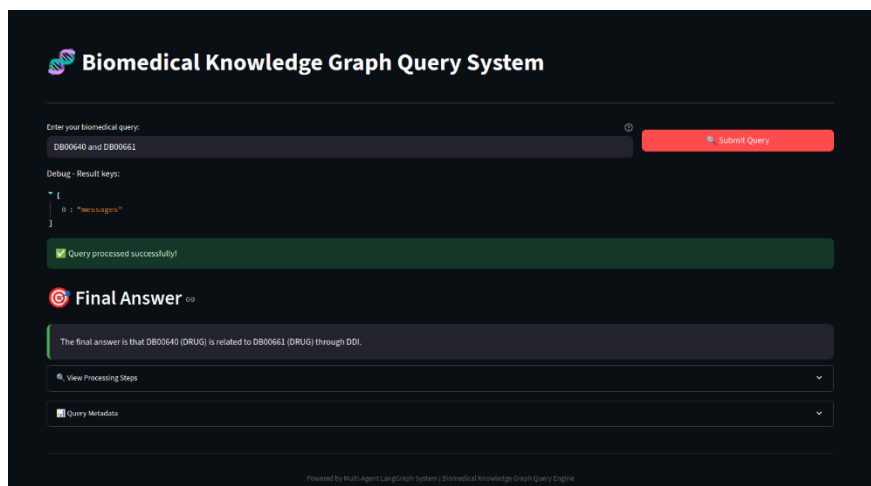 Biomedical Knowledge Graph Query System
Enter your biomedical query:
DB00640 and DB00661
Submit Query
Debug - Result keys:
[
0 : "messages"
]
Query processed successfully!
Final Answer
The final answer is that DB00640 (DRUG) is related to DB00661 (DRUG) through DDI.
View Processing Steps
Query Metadata
Powered by Multi-Agent LangGraph System | Biomedical Knowledge Graph Query Engine